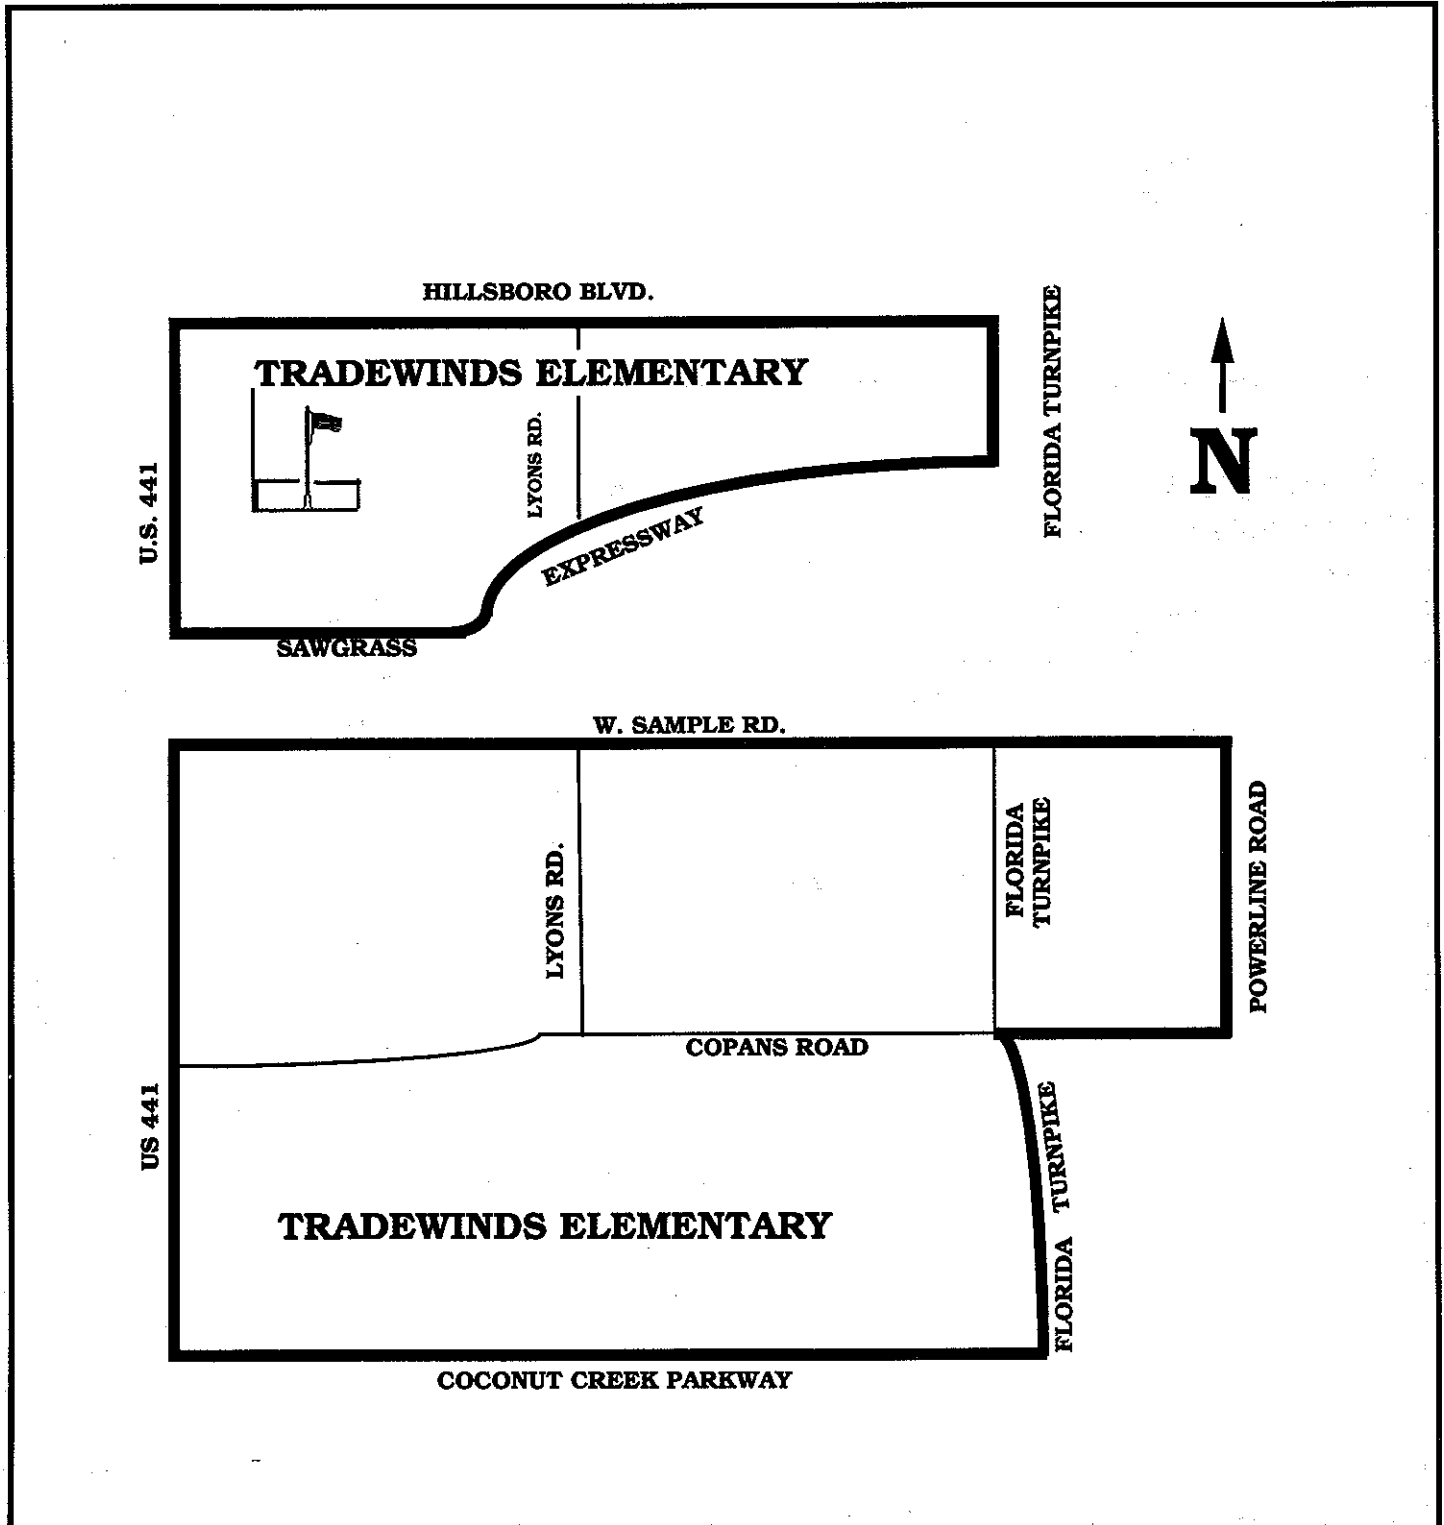 HILLSBORO BLVD.
TRADEWINDS ELEMENTARY
FLORIDA TURNPIKE
LYONS RD.
U.S. 441
EXPRESSWAY
N
SAWGRASS
W. SAMPLE RD.
FLORIDA
TURNPIKE
POWERLINE ROAD
LYONS RD.
COPANS ROAD
US 441
FLORIDA TURNPIKE
TRADEWINDS ELEMENTARY
COCONUT CREEK PARKWAY